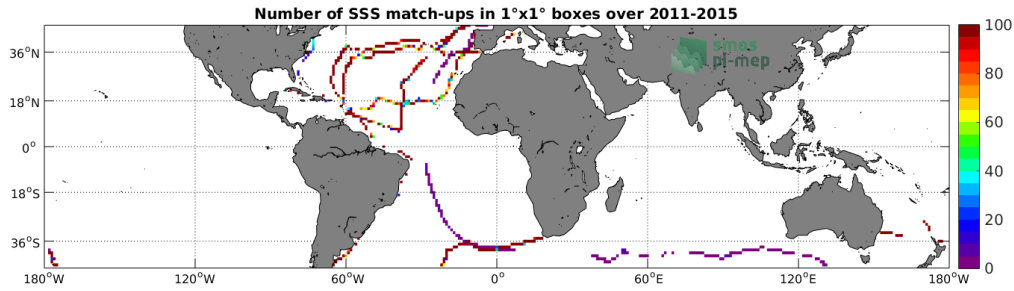 Number of SSS match-ups in 1°x1° boxes over 2011-2015
smos
pi-mep
36°N
18°N
0°
18°S
36°S
180°W 120°W 60°W 0° 60°E 120°E 180°W
100
80
60
40
20
0